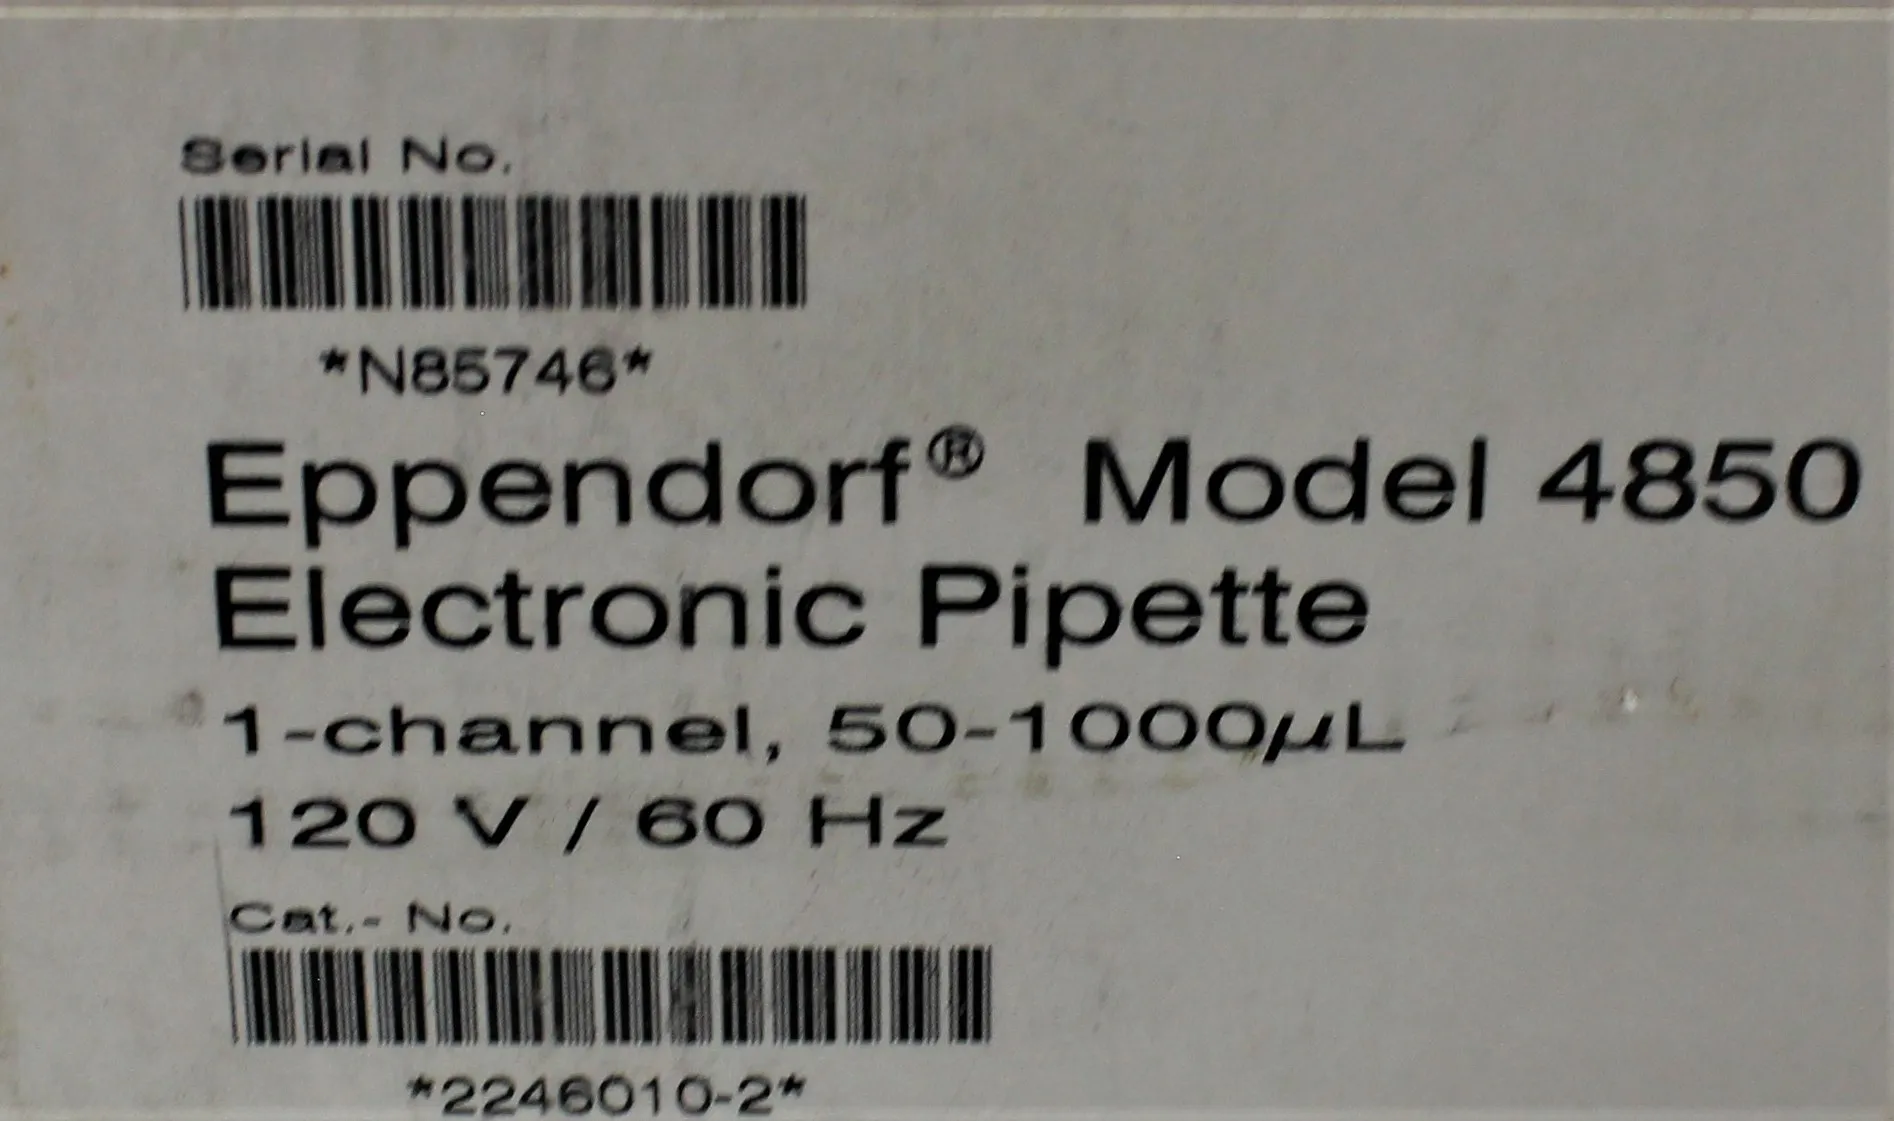 Serial No.
*N85746*
Eppendorf® Model 4850
Electronic Pipette
1-channel, 50-1000µL
120 V / 60 Hz
Cat.- No.
*2246010-2*